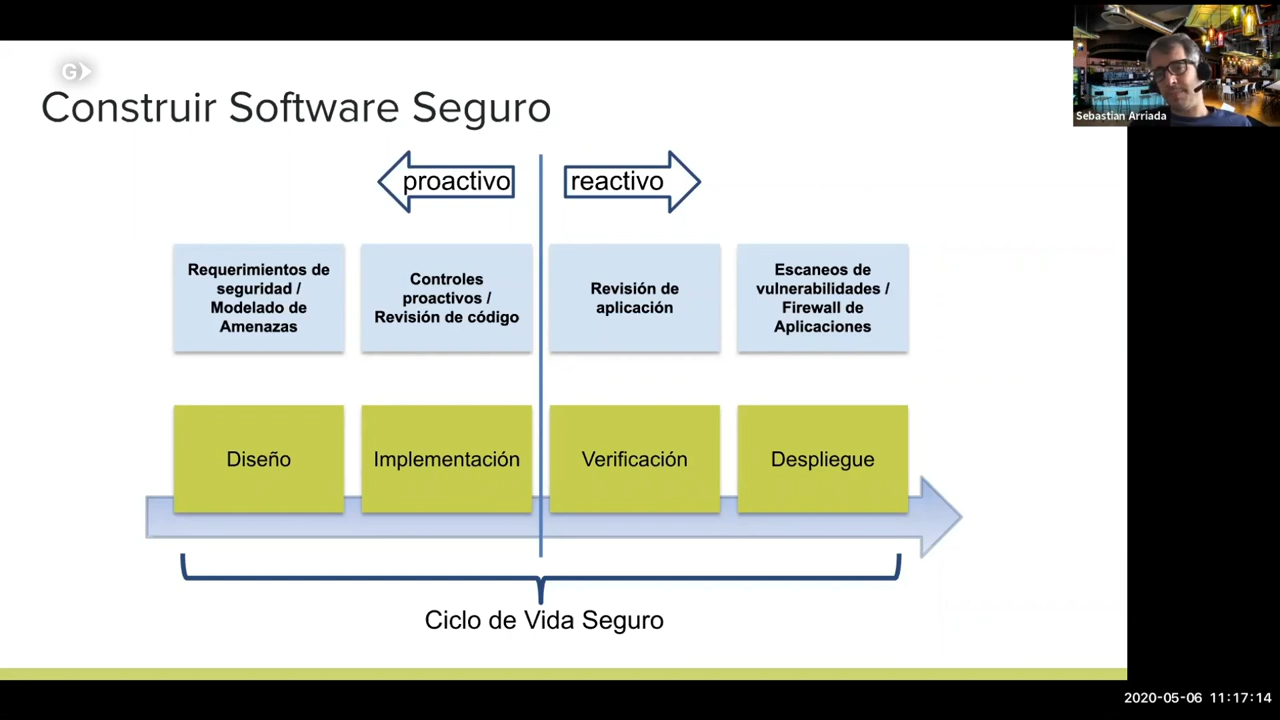 G
Construir Software Seguro
Sebastian Arriada
proactivo
reactivo
Requerimientos de
seguridad /
Modelado de
Amenazas
Controles
proactivos /
Revisión de código
Revisión de
aplicación
Escaneos de
vulnerabilidades /
Firewall de
Aplicaciones
Diseño
Implementación
Verificación
Despliegue
Ciclo de Vida Seguro
2020-05-06 11:17:14